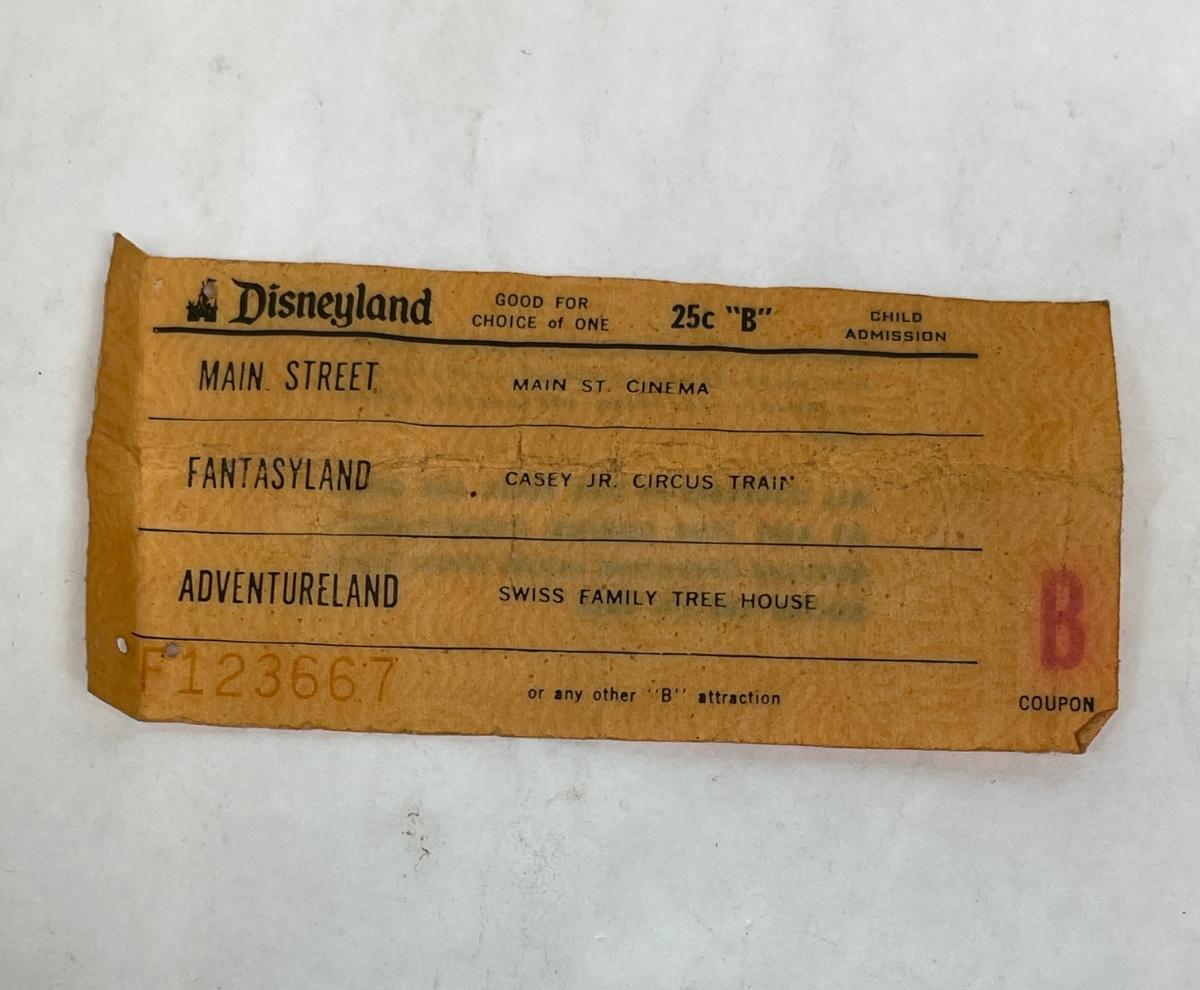 Disneyland GOOD FOR CHOICE of ONE 25c "B" CHILD ADMISSION
MAIN STREET MAIN ST. CINEMA
FANTASYLAND CASEY JR. CIRCUS TRAIN
ADVENTURELAND SWISS FAMILY TREE HOUSE
B
F123667 or any other "B" attraction COUPON